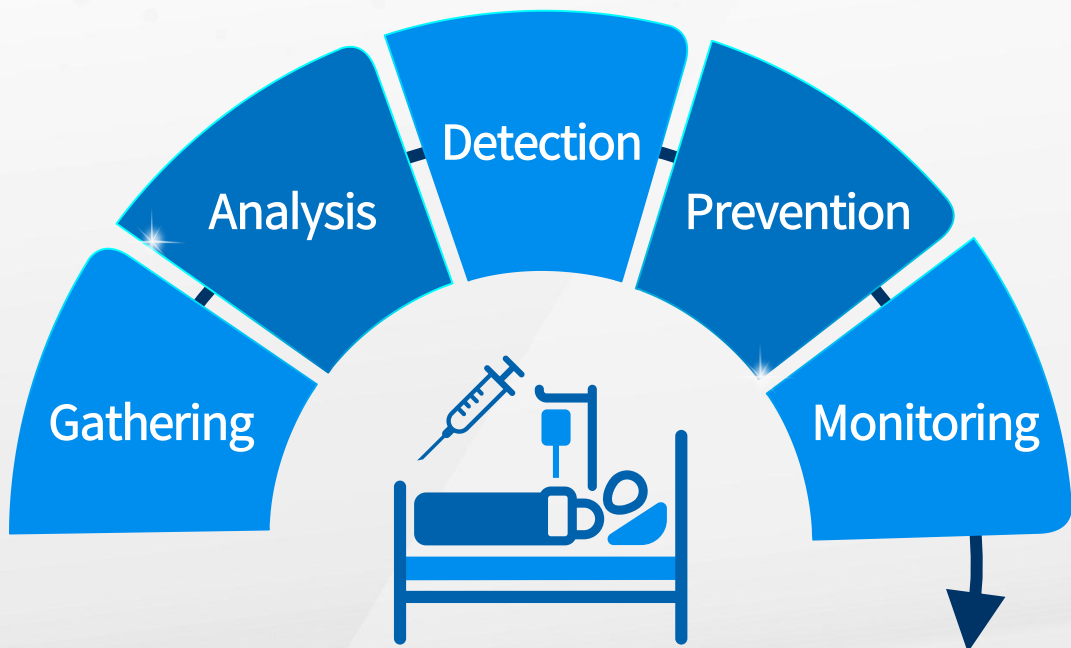 Gathering
Analysis
Detection
Prevention
Monitoring